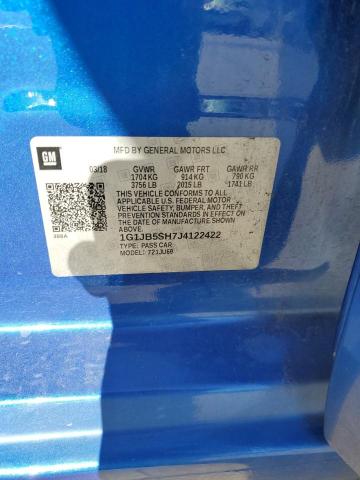 GM
MFD BY GENERAL MOTORS LLC
03/18 GVWR GAWR FRT GAWR RR
1704 KG 914 KG 790 KG
3756 LB 2015 LB 1741 LB
THIS VEHICLE CONFORMS TO ALL
APPLICABLE U.S. FEDERAL MOTOR
VEHICLE SAFETY, BUMPER, AND THEFT
PREVENTION STANDARDS IN EFFECT ON
THE DATE OF MANUFACTURE SHOWN
ABOVE.
1G1JB5SH7J4122422
TYPE: PASS CAR
MODEL: 721JU69